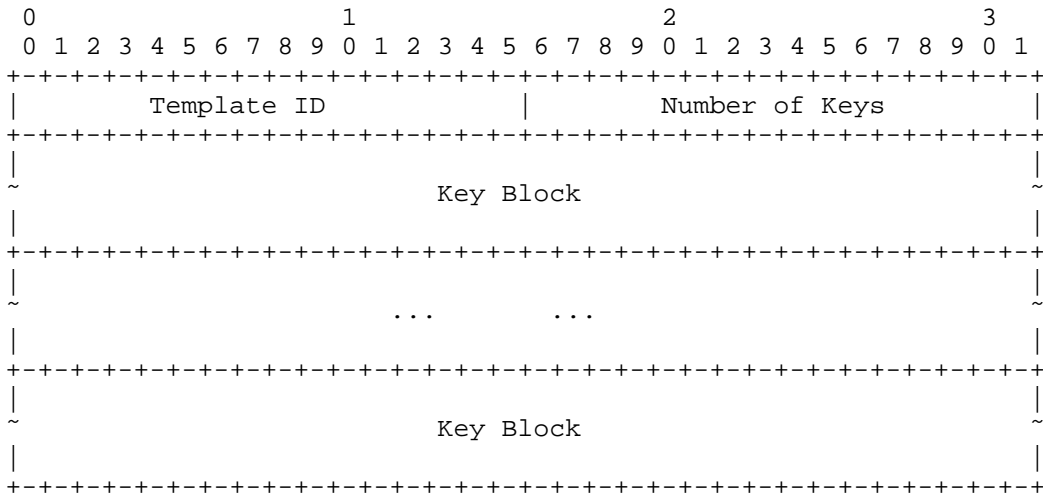 0                   1                   2                   3
 0 1 2 3 4 5 6 7 8 9 0 1 2 3 4 5 6 7 8 9 0 1 2 3 4 5 6 7 8 9 0 1
+-+-+-+-+-+-+-+-+-+-+-+-+-+-+-+-+-+-+-+-+-+-+-+-+-+-+-+-+-+-+-+-+
|        Template ID            |        Number of Keys         |
+-+-+-+-+-+-+-+-+-+-+-+-+-+-+-+-+-+-+-+-+-+-+-+-+-+-+-+-+-+-+-+-+
|                                                               |
~                          Key Block                            ~
|                                                               |
+-+-+-+-+-+-+-+-+-+-+-+-+-+-+-+-+-+-+-+-+-+-+-+-+-+-+-+-+-+-+-+-+
|                                                               |
~                       ...       ...                           ~
|                                                               |
+-+-+-+-+-+-+-+-+-+-+-+-+-+-+-+-+-+-+-+-+-+-+-+-+-+-+-+-+-+-+-+-+
|                                                               |
~                          Key Block                            ~
|                                                               |
+-+-+-+-+-+-+-+-+-+-+-+-+-+-+-+-+-+-+-+-+-+-+-+-+-+-+-+-+-+-+-+-+